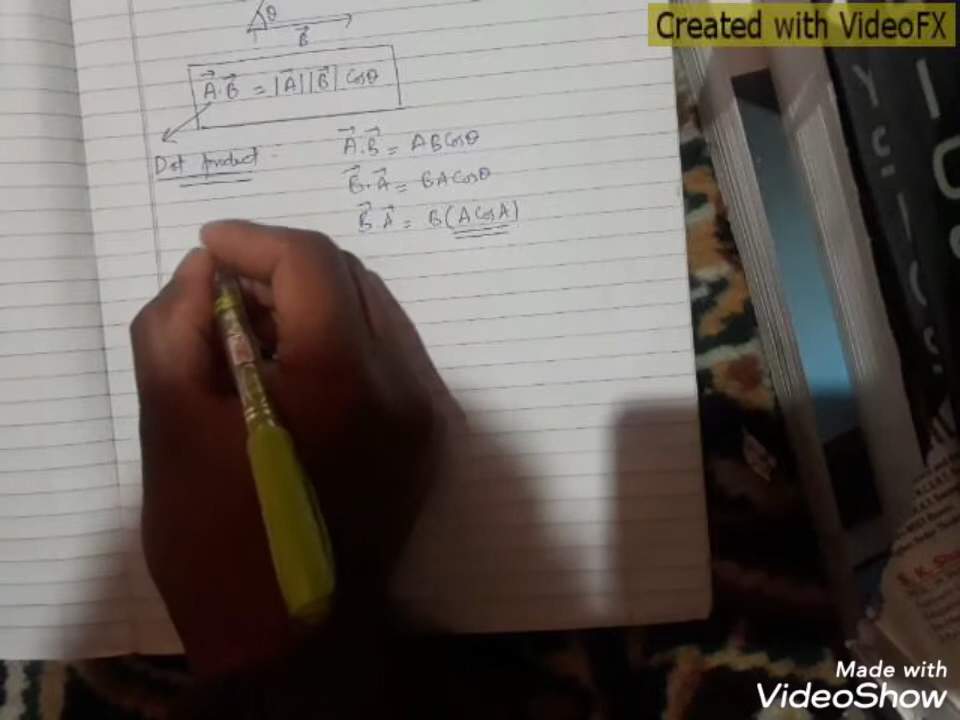 Created with VideoFX
θ
B
A.B = |A||B| Cosθ
Dot Product -
A.B = ABCosθ
B.A = BACosθ
B.A = B(ACosA)
Made with
VideoShow